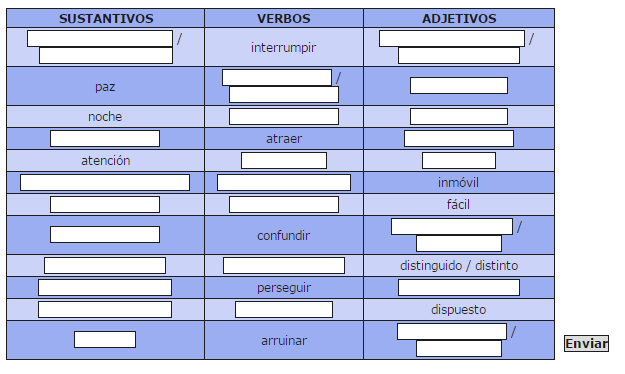 SUSTANTIVOS VERBOS ADJETIVOS
/ interrumpir /
paz /
noche
atraer
atención
inmóvil
fácil
confundir /
distinguido / distinto
perseguir
dispuesto
arruinar /
Enviar